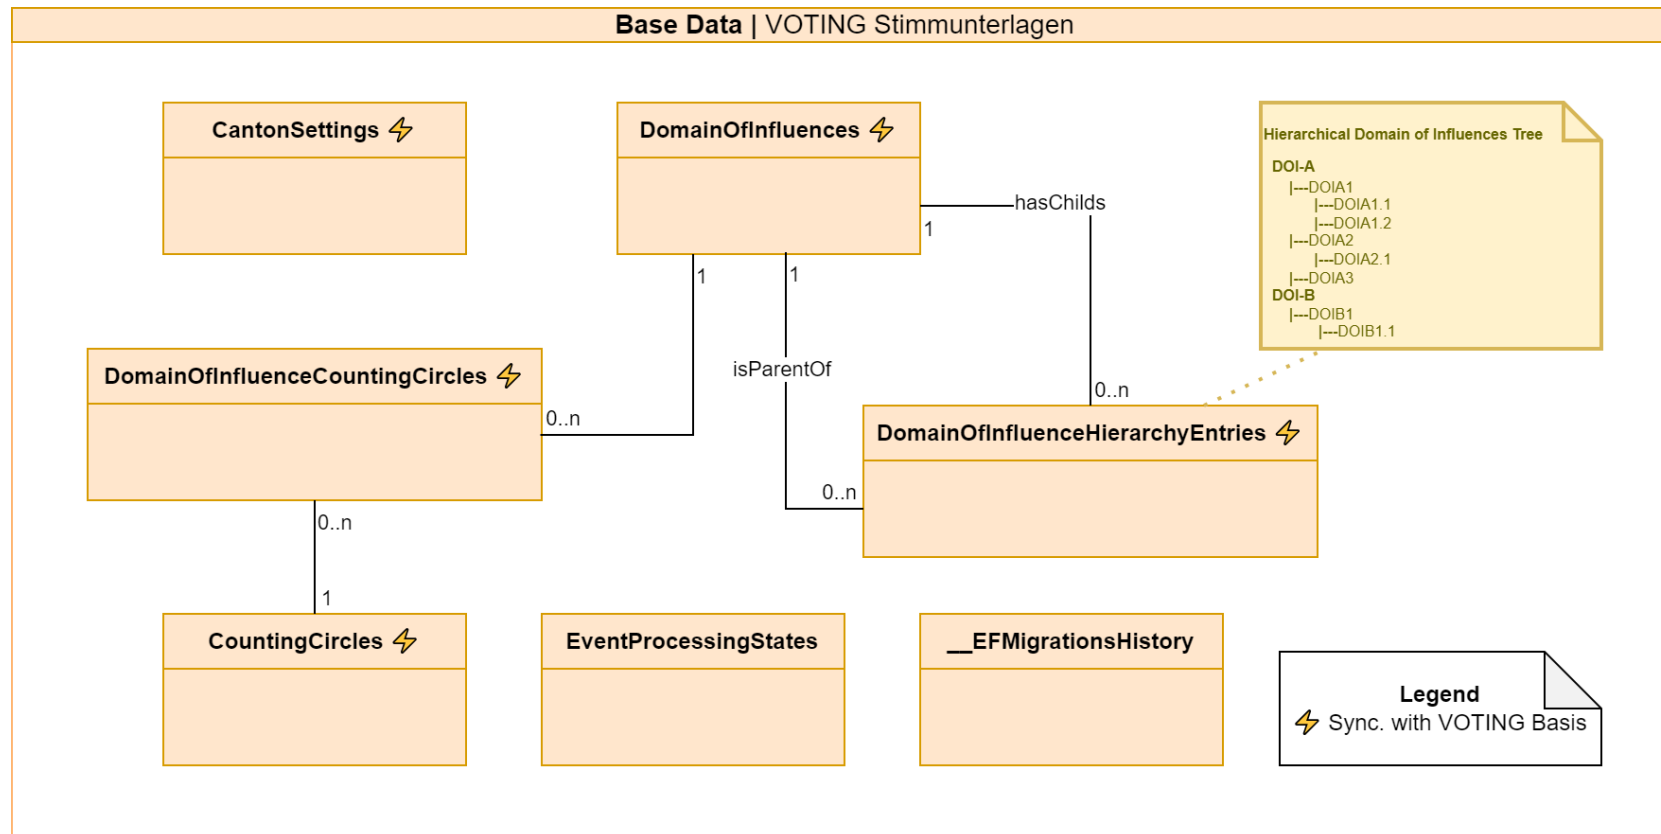 Base Data | VOTING Stimmunterlagen
CantonSettings ⚡
DomainOfInfluences ⚡
Hierarchical Domain of Influences Tree
DOI-A
|---DOIA1
|---DOIA1.1
|---DOIA1.2
|---DOIA2
|---DOIA2.1
|---DOIA3
DOI-B
|---DOIB1
|---DOIB1.1
hasChilds
1
1
1
isParentOf
DomainOfInfluenceCountingCircles ⚡
0..n
0..n
DomainOfInfluenceHierarchyEntries ⚡
0..n
0..n
1
CountingCircles ⚡
EventProcessingStates
__EFMigrationsHistory
Legend
⚡ Sync. with VOTING Basis